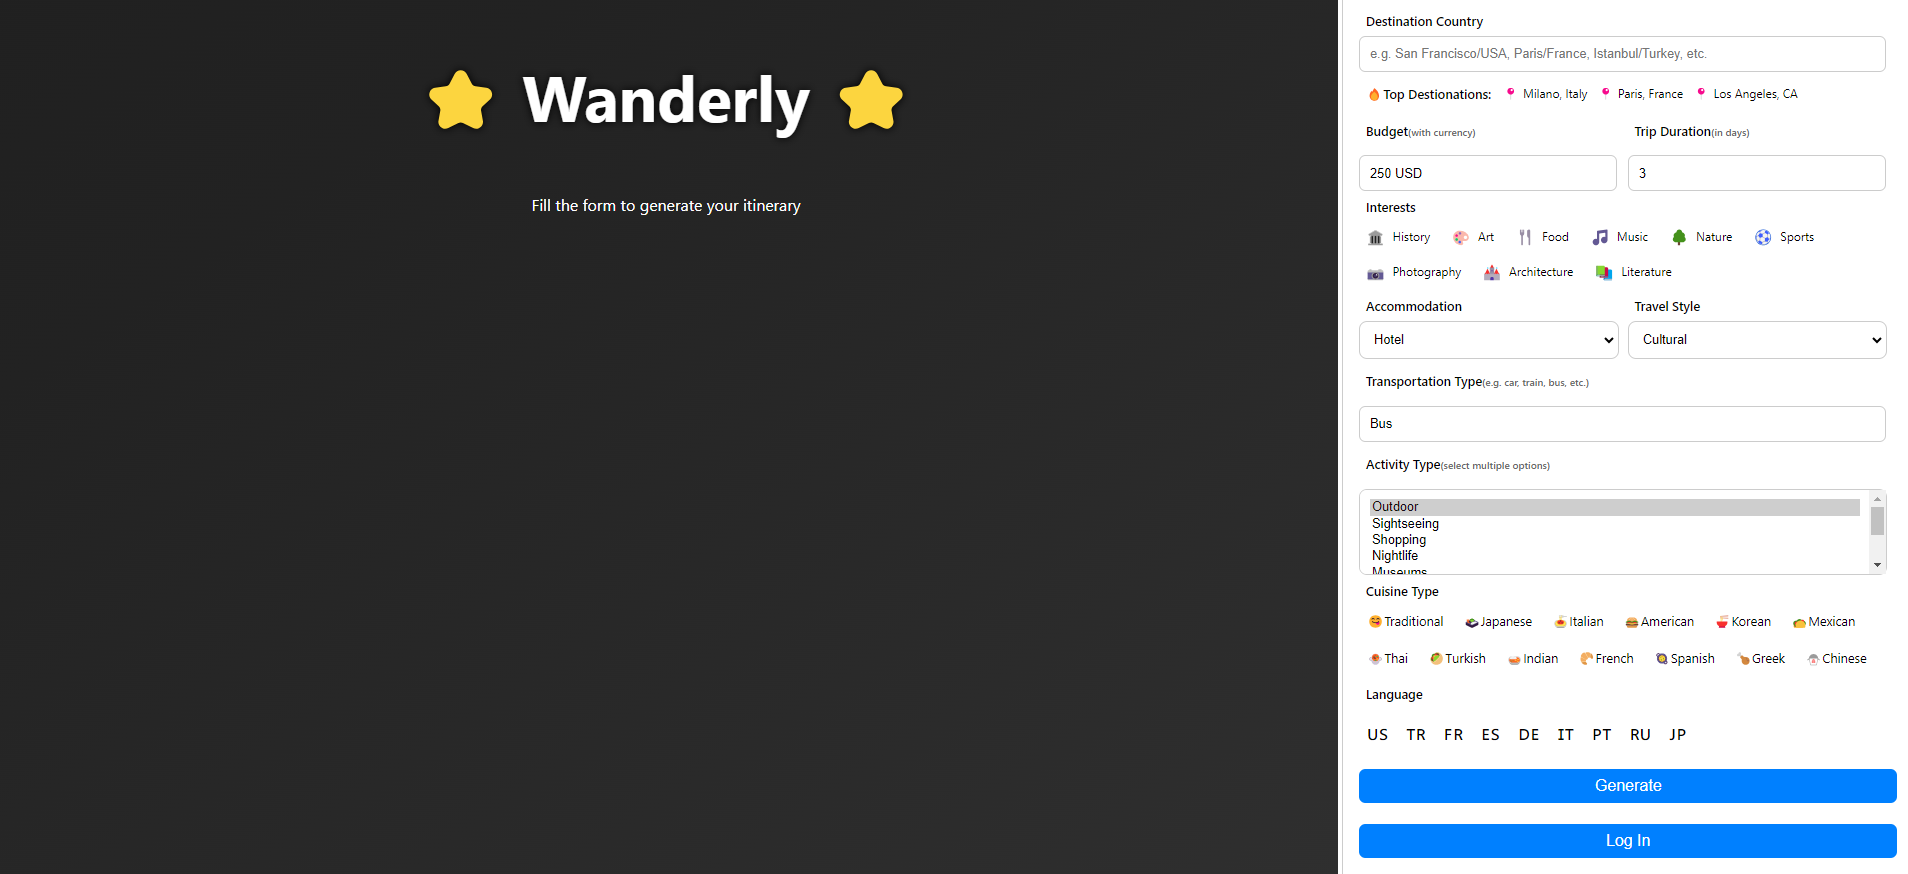 Wanderly
Fill the form to generate your itinerary
Destination Country
e.g. San Francisco/USA, Paris/France, Istanbul/Turkey, etc.
Top Destionations: Milano, Italy Paris, France Los Angeles, CA
Budget(with currency) Trip Duration(in days)
250 USD 3
Interests
History Art Food Music Nature Sports
Photography Architecture Literature
Accommodation Travel Style
Hotel Cultural
Transportation Type(e.g. car, train, bus, etc.)
Bus
Activity Type(select multiple options)
Outdoor
Sightseeing
Shopping
Nightlife
Museums
Cuisine Type
Traditional Japanese Italian American Korean Mexican
Thai Turkish Indian French Spanish Greek Chinese
Language
US TR FR ES DE IT PT RU JP
Generate
Log In